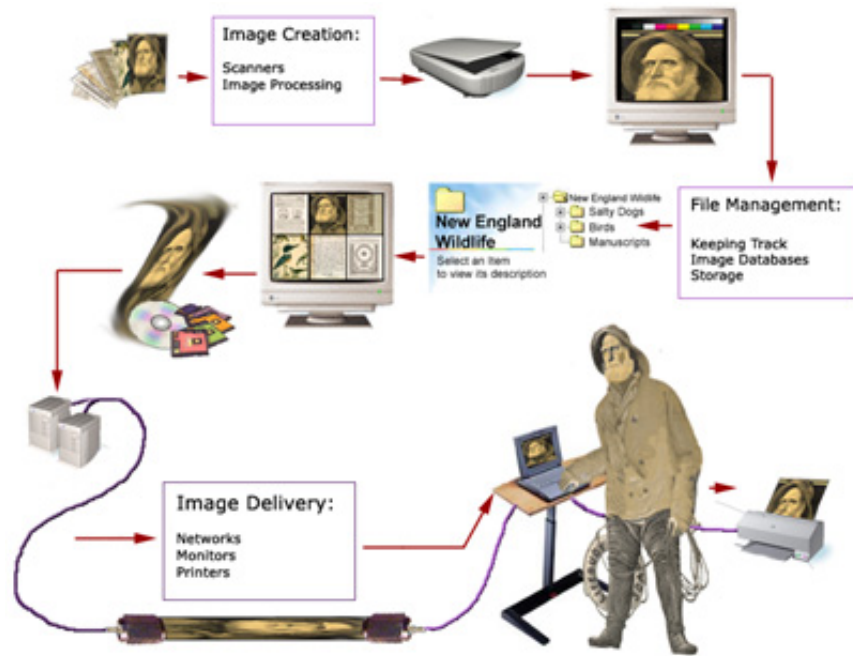 Image Creation:
Scanners
Image Processing
File Management:
Keeping Track
Image Databases
Storage
New England
Wildlife
Select an Item
to view its description
New England Wildlife
Salty Dogs
Birds
Manuscripts
Image Delivery:
Networks
Monitors
Printers